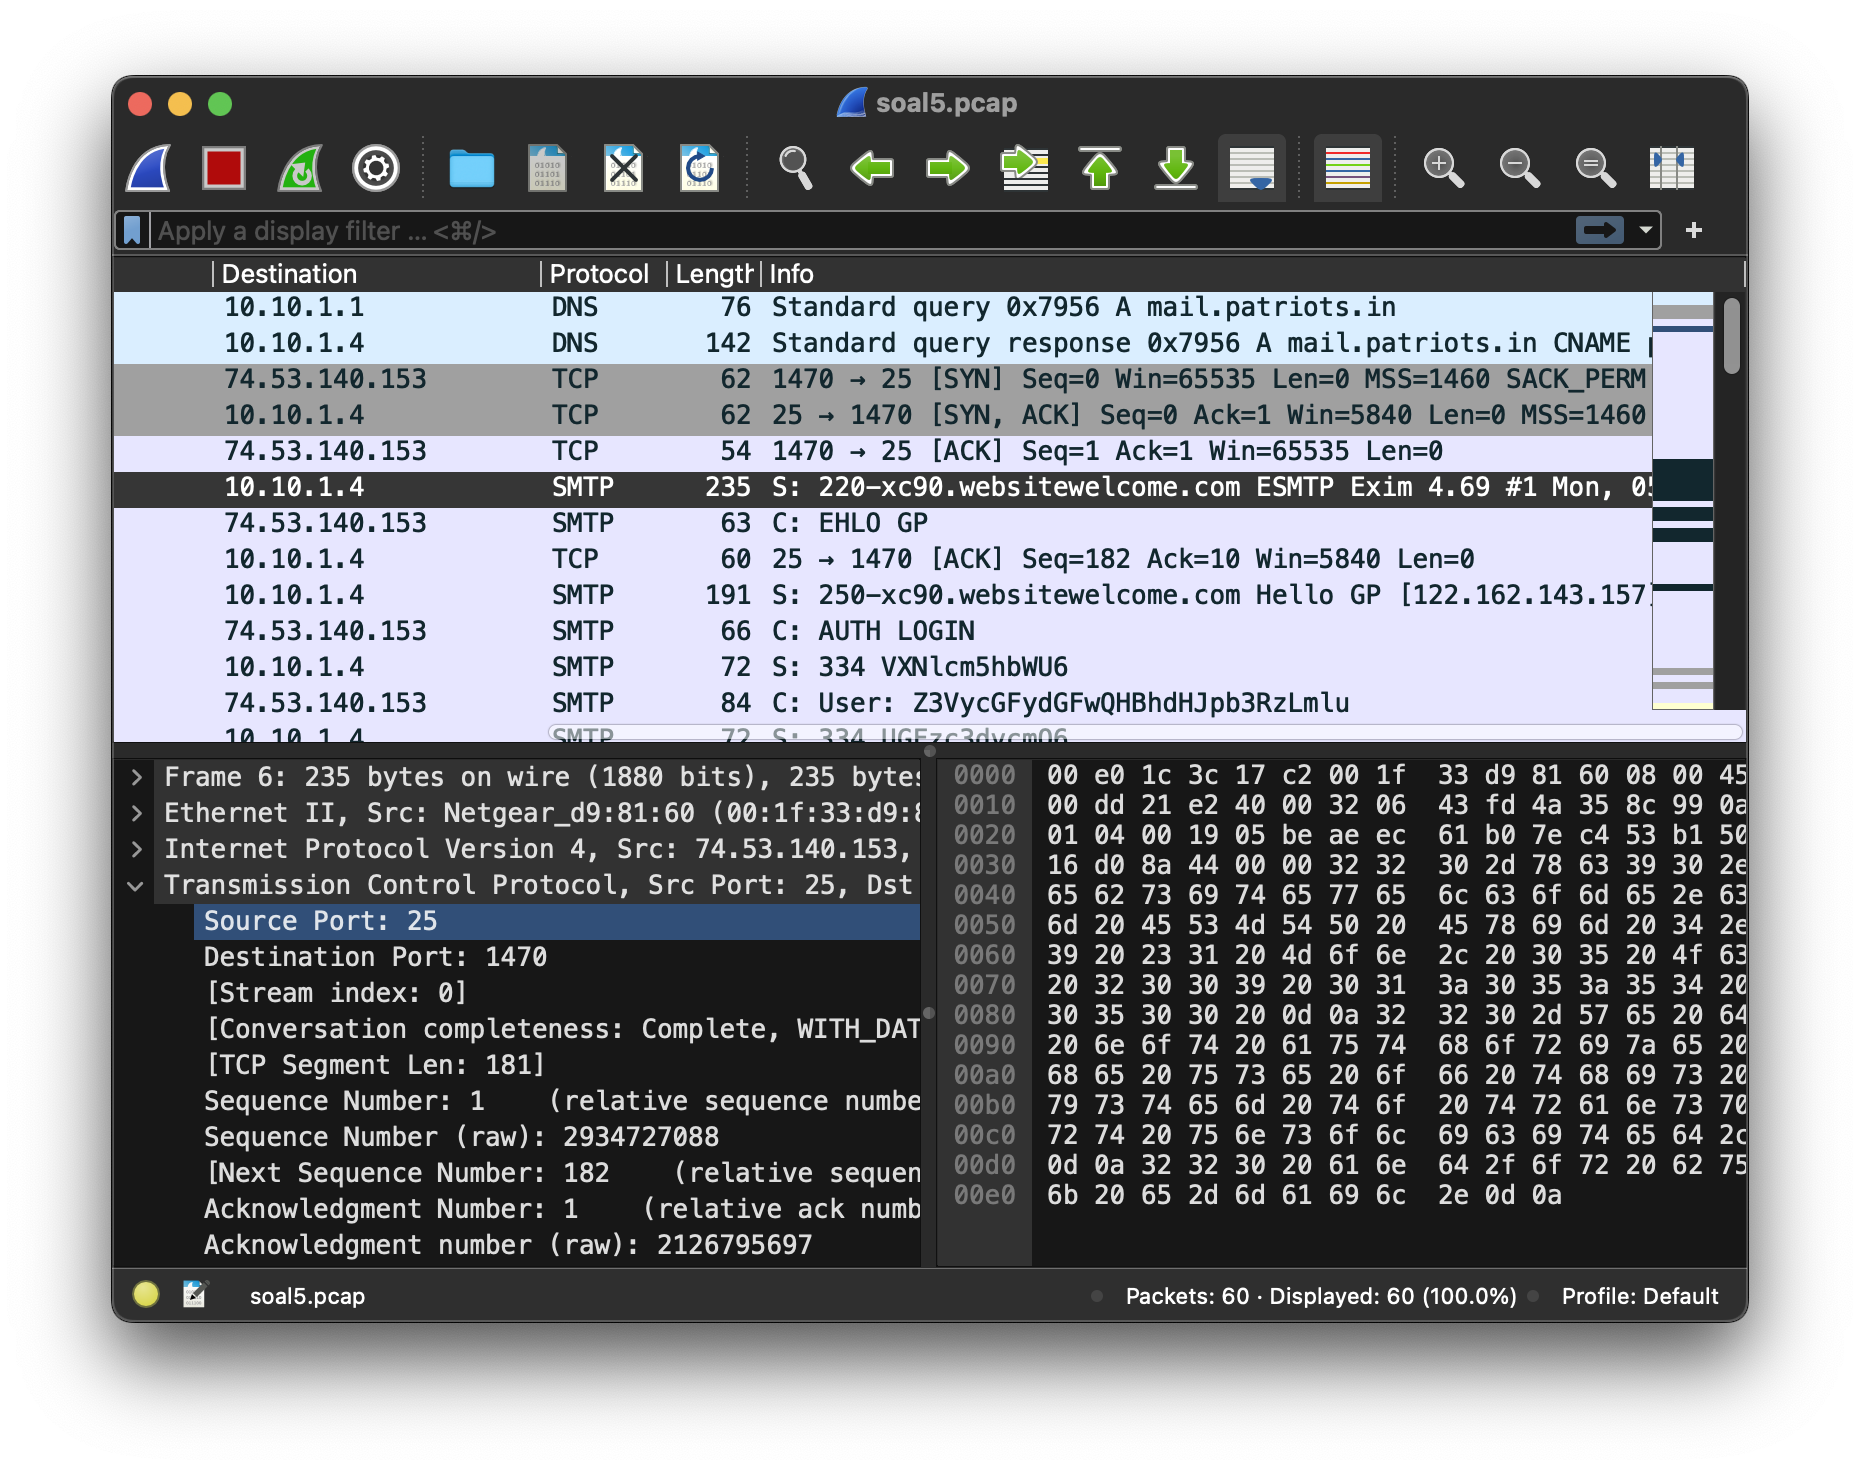 soal5.pcap
Apply a display filter ... <⌘/>
+
Destination Protocol Length Info
10.10.1.1 DNS 76 Standard query 0x7956 A mail.patriots.in
10.10.1.4 DNS 142 Standard query response 0x7956 A mail.patriots.in CNAME
74.53.140.153 TCP 62 1470 → 25 [SYN] Seq=0 Win=65535 Len=0 MSS=1460 SACK_PERM
10.10.1.4 TCP 62 25 → 1470 [SYN, ACK] Seq=0 Ack=1 Win=5840 Len=0 MSS=1460
74.53.140.153 TCP 54 1470 → 25 [ACK] Seq=1 Ack=1 Win=65535 Len=0
10.10.1.4 SMTP 235 S: 220-xc90.websitewelcome.com ESMTP Exim 4.69 #1 Mon, 05
74.53.140.153 SMTP 63 C: EHLO GP
10.10.1.4 TCP 60 25 → 1470 [ACK] Seq=182 Ack=10 Win=5840 Len=0
10.10.1.4 SMTP 191 S: 250-xc90.websitewelcome.com Hello GP [122.162.143.157]
74.53.140.153 SMTP 66 C: AUTH LOGIN
10.10.1.4 SMTP 72 S: 334 VXNlcm5hbWU6
74.53.140.153 SMTP 84 C: User: Z3VycGFydGFwQHBhdHJpb3RzLmlu
10.10.1.4 SMTP 72 S: 334 UGFzc3dvcmQ6
Frame 6: 235 bytes on wire (1880 bits), 235 bytes
Ethernet II, Src: Netgear_d9:81:60 (00:1f:33:d9:8
Internet Protocol Version 4, Src: 74.53.140.153,
Transmission Control Protocol, Src Port: 25, Dst
Source Port: 25
Destination Port: 1470
[Stream index: 0]
[Conversation completeness: Complete, WITH_DAT
[TCP Segment Len: 181]
Sequence Number: 1 (relative sequence numbe
Sequence Number (raw): 2934727088
[Next Sequence Number: 182 (relative sequen
Acknowledgment Number: 1 (relative ack numb
Acknowledgment number (raw): 2126795697
0000 00 e0 1c 3c 17 c2 00 1f 33 d9 81 60 08 00 45
0010 00 dd 21 e2 40 00 32 06 43 fd 4a 35 8c 99 0a
0020 01 04 00 19 05 be ae ec 61 b0 7e c4 53 b1 50
0030 16 d0 8a 44 00 00 32 32 30 2d 78 63 39 30 2e
0040 65 62 73 69 74 65 77 65 6c 63 6f 6d 65 2e 63
0050 6d 20 45 53 4d 54 50 20 45 78 69 6d 20 34 2e
0060 39 20 23 31 20 4d 6f 6e 2c 20 30 35 20 4f 63
0070 20 32 30 30 39 20 30 31 3a 30 35 3a 35 34 20
0080 30 35 30 30 20 0d 0a 32 32 30 2d 57 65 20 64
0090 20 6e 6f 74 20 61 75 74 68 6f 72 69 7a 65 20
00a0 68 65 20 75 73 65 20 6f 66 20 74 68 69 73 20
00b0 79 73 74 65 6d 20 74 6f 20 74 72 61 6e 73 70
00c0 72 74 20 75 6e 73 6f 6c 69 63 69 74 65 64 2c
00d0 0d 0a 32 32 30 20 61 6e 64 2f 6f 72 20 62 75
00e0 6b 20 65 2d 6d 61 69 6c 2e 0d 0a
soal5.pcap
Packets: 60 · Displayed: 60 (100.0%)
Profile: Default